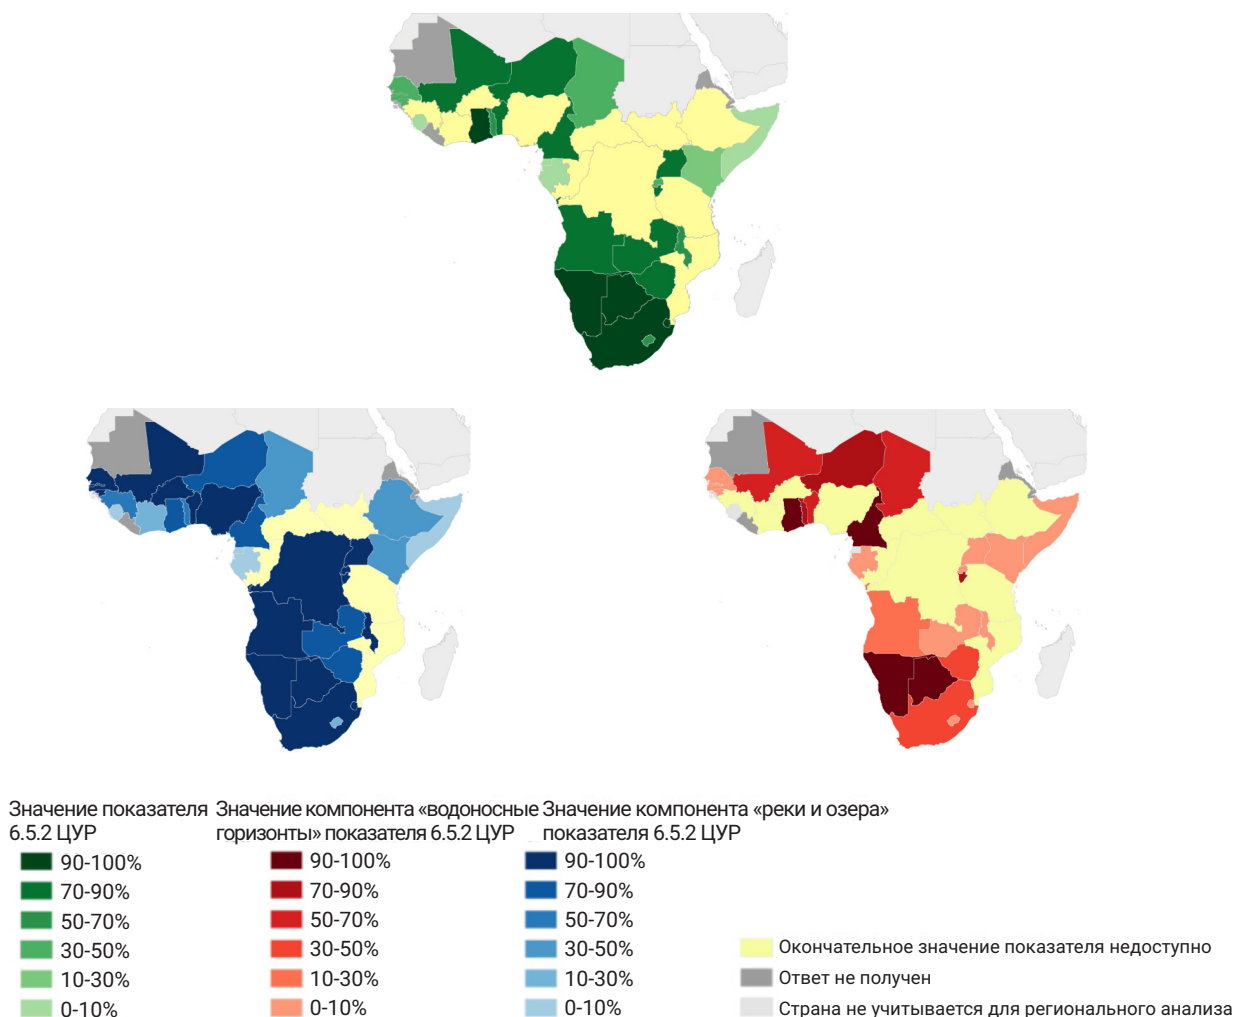 Значение показателя
6.5.2 ЦУР
90-100%
70-90%
50-70%
30-50%
10-30%
0-10%
Значение компонента «водоносные
горизонты» показателя 6.5.2 ЦУР
90-100%
70-90%
50-70%
30-50%
10-30%
0-10%
Значение компонента «реки и озера»
показателя 6.5.2 ЦУР
90-100%
70-90%
50-70%
30-50%
10-30%
0-10%
Окончательное значение показателя недоступно
Ответ не получен
Страна не учитывается для регионального анализа